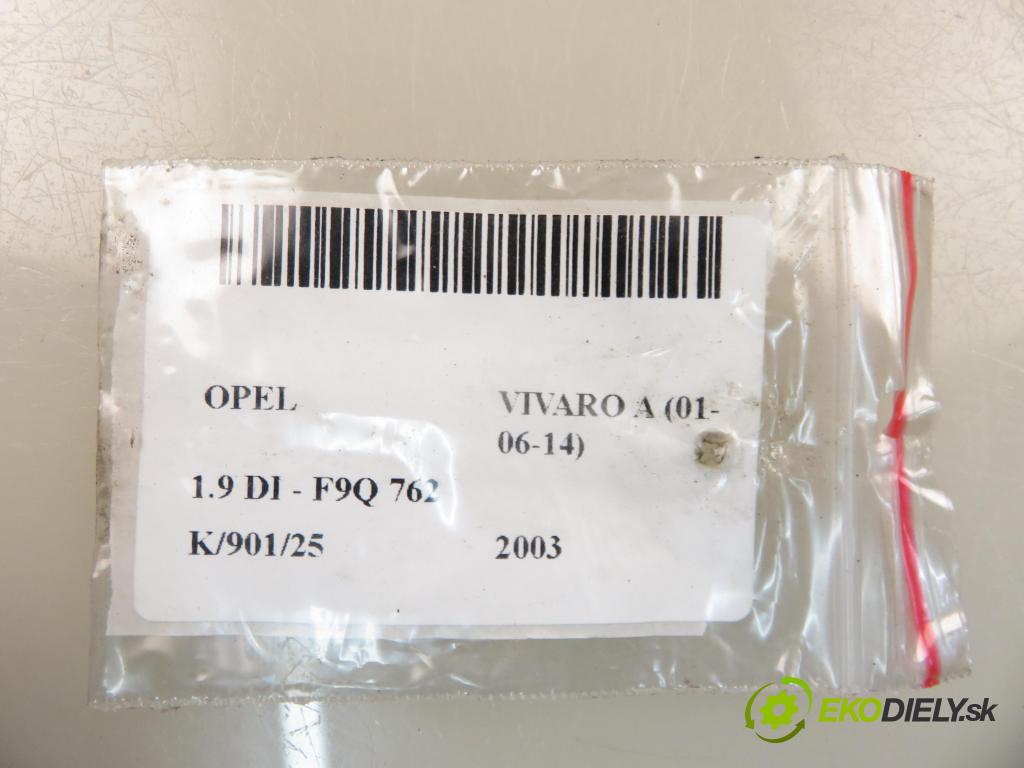 OPEL VIVARO A (01-
06-14)
1.9 DI - F9Q 762
K/901/25 2003
EKODIELY.sk